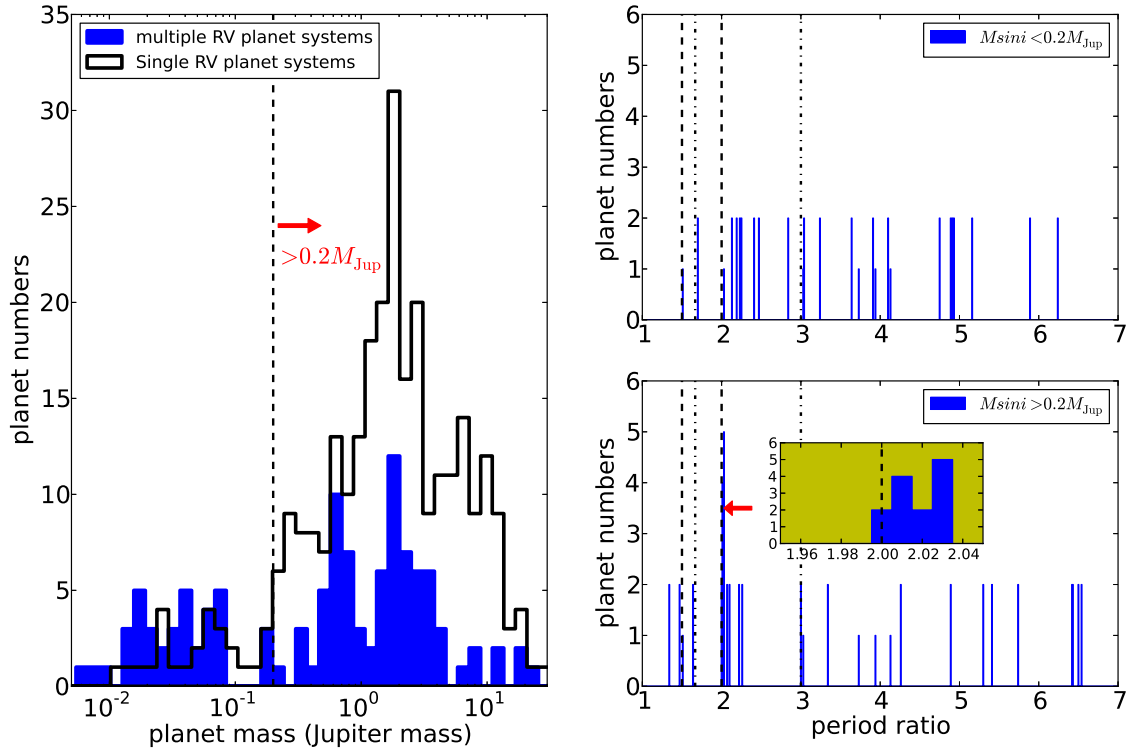 multiple RV planet systems
Single RV planet systems
>0.2M_Jup
35
30
25
20
15
10
5
0
planet numbers
10^-2 10^-1 10^0 10^1
planet mass (Jupiter mass)
Msini<0.2M_Jup
6
5
4
3
2
1
0
planet numbers
1 2 3 4 5 6 7
Msini>0.2M_Jup
6
5
4
3
2
1
0
planet numbers
6
5
4
3
2
1
0
1.96 1.98 2.00 2.02 2.04
1 2 3 4 5 6 7
period ratio